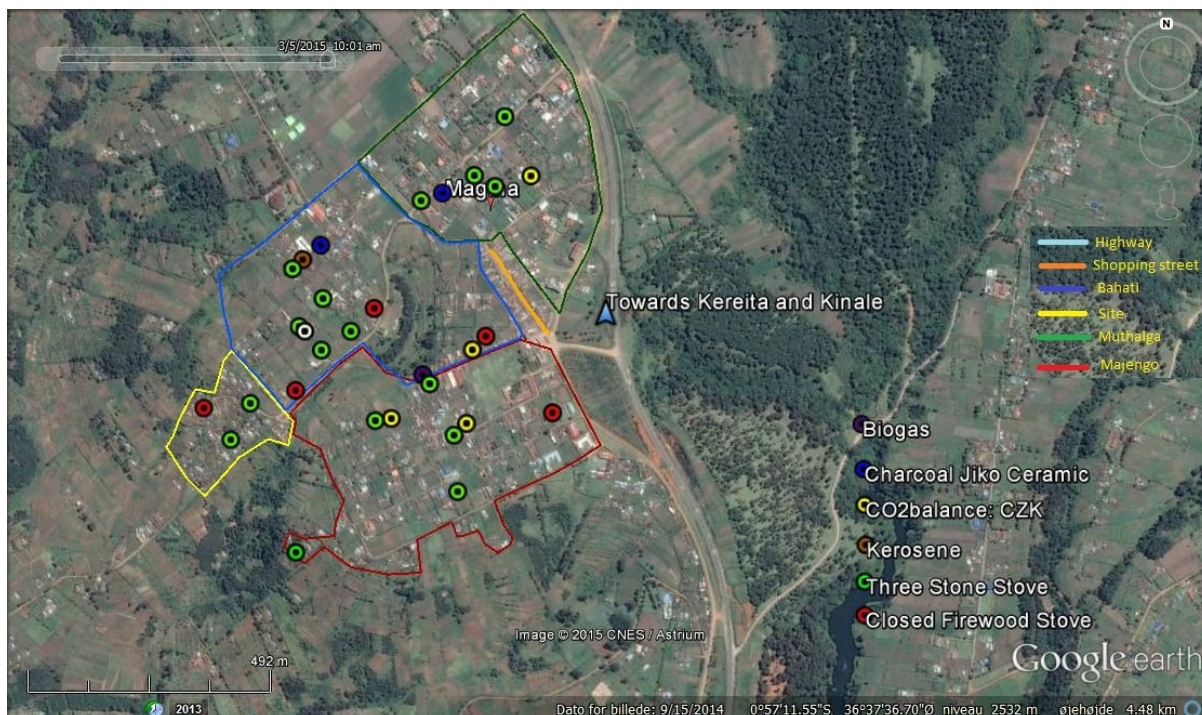 3/5/2015 10:01 am
N
Magina
Towards Kereita and Kinale
Highway
Shopping street
Bahati
Site
Muthaiga
Majengo
Biogas
Charcoal Jiko Ceramic
CO2balance: CZK
Kerosene
Three Stone Stove
Closed Firewood Stove
Image © 2015 CNES / Astrium
Google earth
492 m
2013
Dato for billede: 9/15/2014 0°57'11.55"S 36°37'36.70"Ø niveau 2532 m øjehøjde 4.48 km